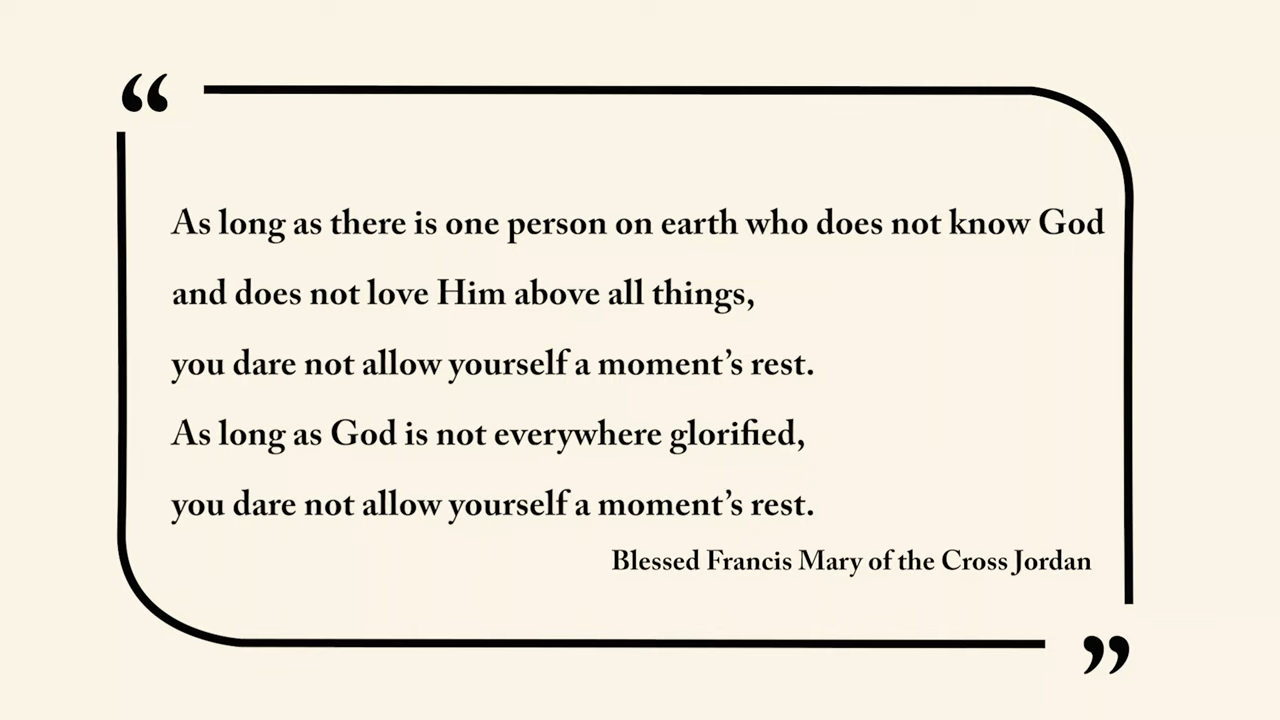 “
As long as there is one person on earth who does not know God
and does not love Him above all things,
you dare not allow yourself a moment’s rest.
As long as God is not everywhere glorified,
you dare not allow yourself a moment’s rest.
Blessed Francis Mary of the Cross Jordan
”